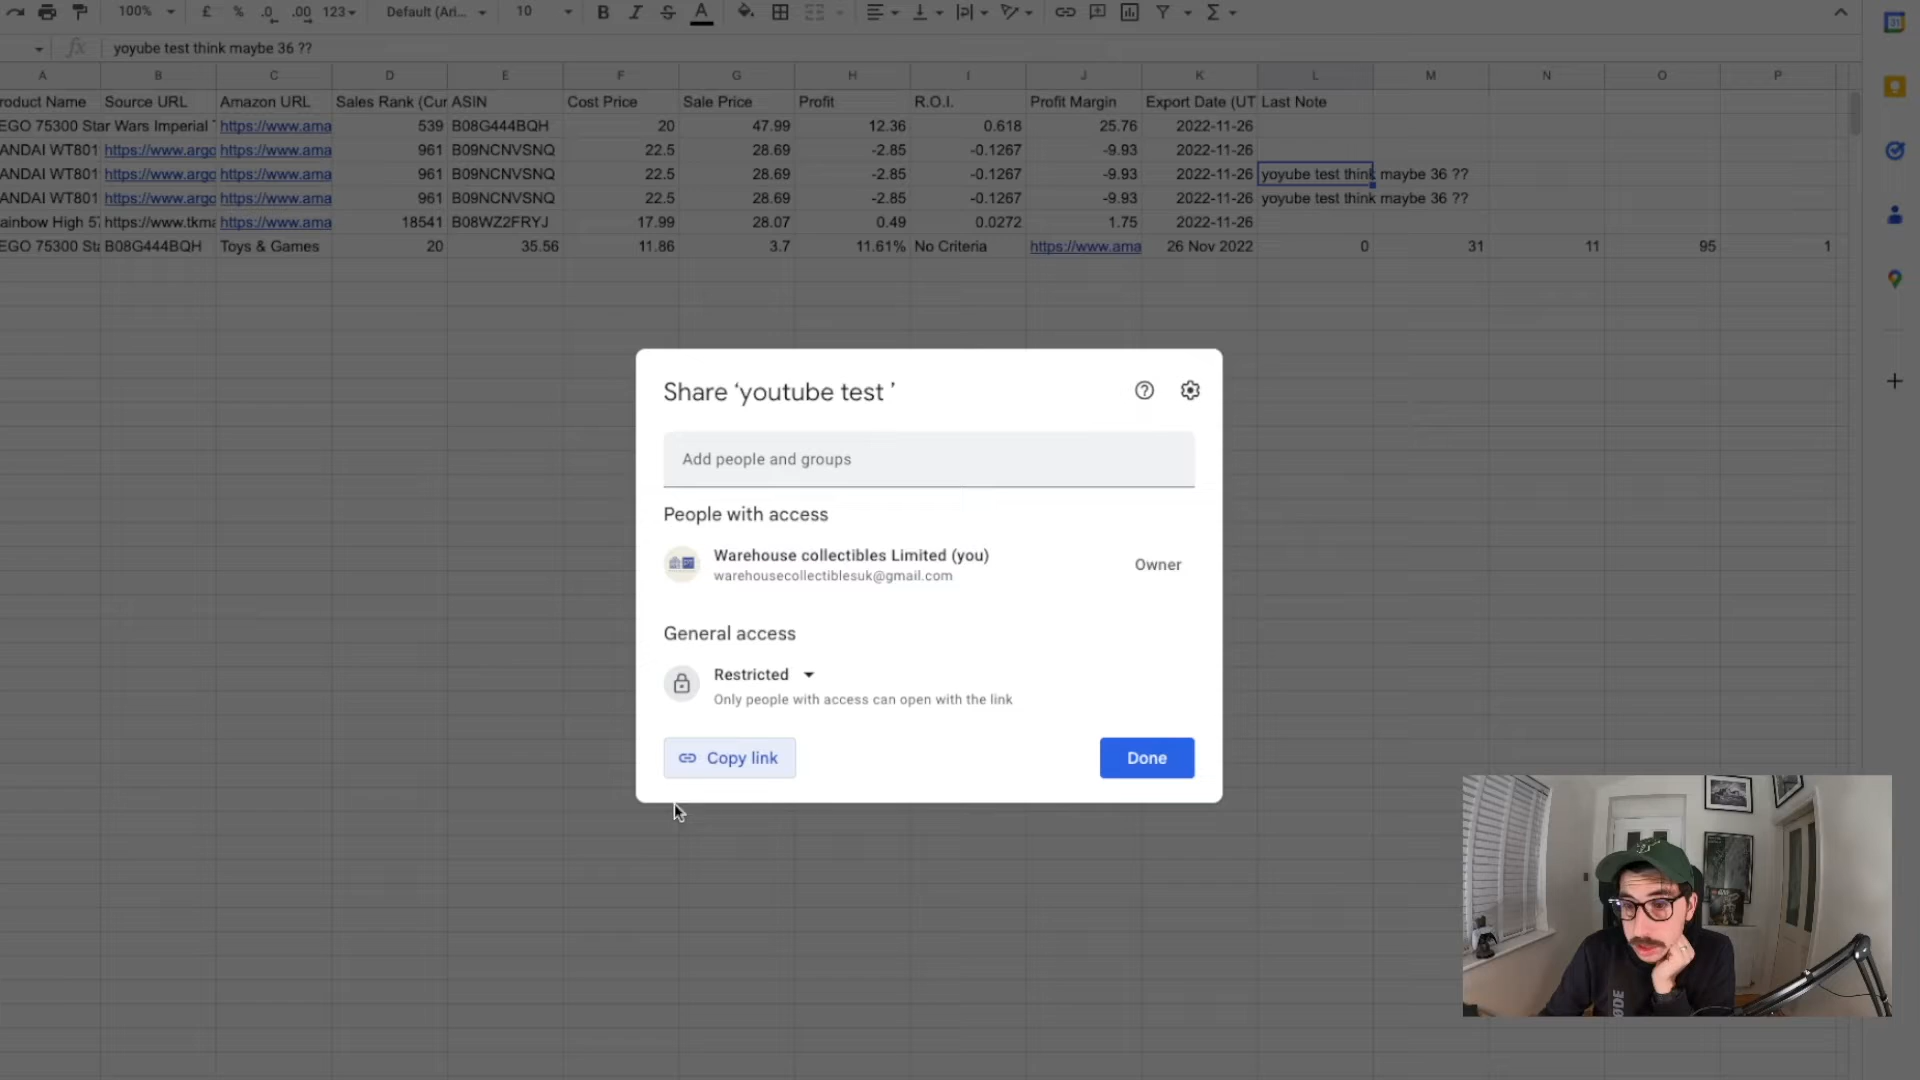 100%
£
%
.0
.00
123
Default (Ari...
10
B
I
S
A
fx
yoyube test think maybe 36 ??
A B C D E F G H I J K L M N O P
roduct Name Source URL Amazon URL Sales Rank (Cur ASIN Cost Price Sale Price Profit R.O.I. Profit Margin Export Date (UT Last Note
EGO 75300 Star Wars Imperial https://www.ama 539 B08G444BQH 20 47.99 12.36 0.618 25.76 2022-11-26
ANDAI WT801 https://www.argo https://www.ama 961 B09NCNVSNQ 22.5 28.69 -2.85 -0.1267 -9.93 2022-11-26
ANDAI WT801 https://www.argo https://www.ama 961 B09NCNVSNQ 22.5 28.69 -2.85 -0.1267 -9.93 2022-11-26 yoyube test think maybe 36 ??
ANDAI WT801 https://www.argo https://www.ama 961 B09NCNVSNQ 22.5 28.69 -2.85 -0.1267 -9.93 2022-11-26 yoyube test think maybe 36 ??
ainbow High 57 https://www.tkma https://www.ama 18541 B08WZ2FRYJ 17.99 28.07 0.49 0.0272 1.75 2022-11-26
EGO 75300 Sta B08G444BQH Toys & Games 20 35.56 11.86 3.7 11.61% No Criteria https://www.ama 26 Nov 2022 0 31 11 95 1
Share ‘youtube test ’
Add people and groups
People with access
Warehouse collectibles Limited (you)
warehousecollectiblesuk@gmail.com
Owner
General access
Restricted
Only people with access can open with the link
Copy link
Done
31